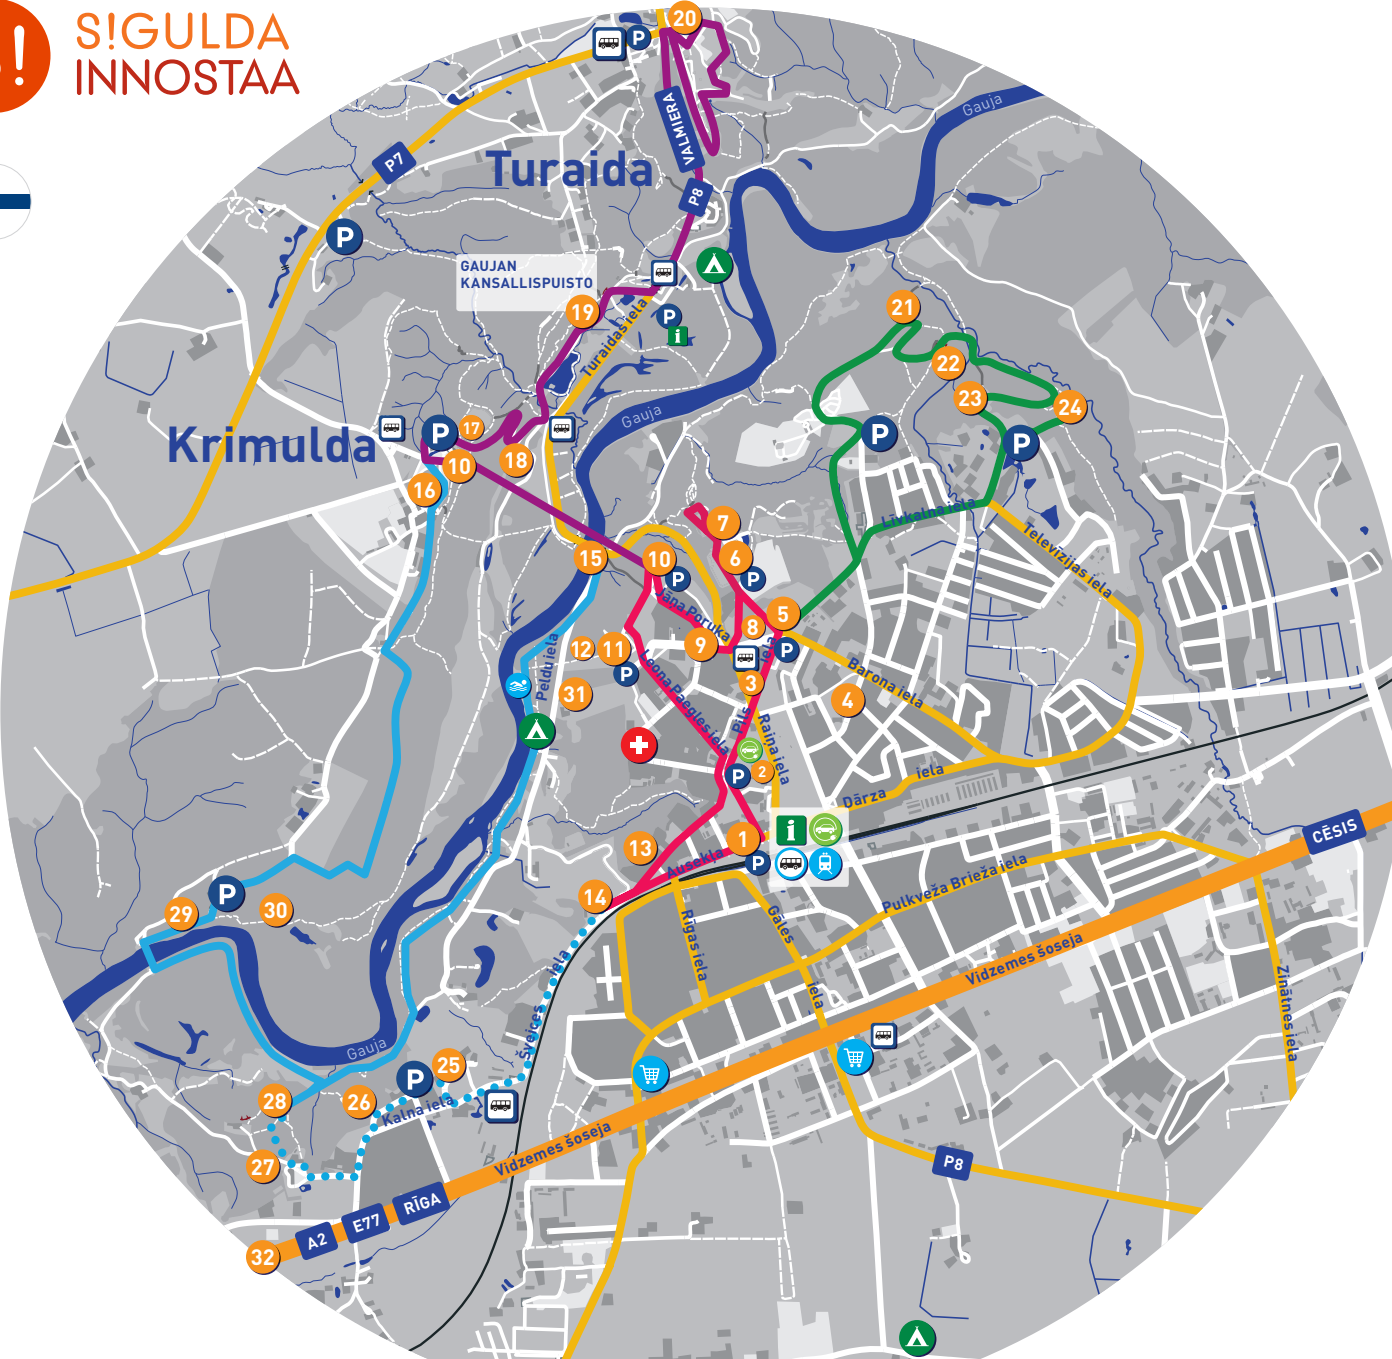 !
S!GULDA
INNOSTAA
20
P
VALMIERA
Gauja
P7
Turaida
P8
P
GAUJAN
KANSALLISPUISTO
19
P
i
Turaidas iela
21
22
23
24
Gauja
P
17
P
P
Krimulda
10
18
16
Līvkalna iela
Televīzijas iela
7
6
15
10
P
P
Jāņa Poruka
iela
5
8
9
P
12
11
P
Peldu iela
31
3
Leona Paegles iela
Barona iela
4
Pils
Raiņa iela
P
2
Dārza
iela
1
i
P
13
Ausekļa
14
CĒSIS
Pulkveža Brieža iela
Rīgas iela
Gāles
iela
Vidzemes šoseja
P
29
30
Šveices
iela
Zinātnes iela
Gauja
25
P
26
28
Kalna iela
27
Vidzemes šoseja
P8
RĪGA
E77
A2
32